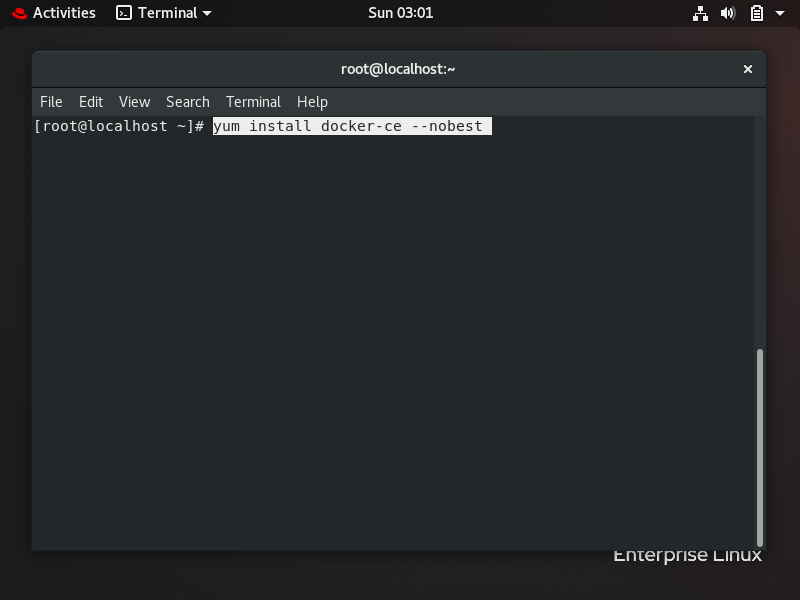 Activities Terminal Sun 03:01
root@localhost:~
File Edit View Search Terminal Help
[root@localhost ~]# yum install docker-ce --nobest
Enterprise Linux